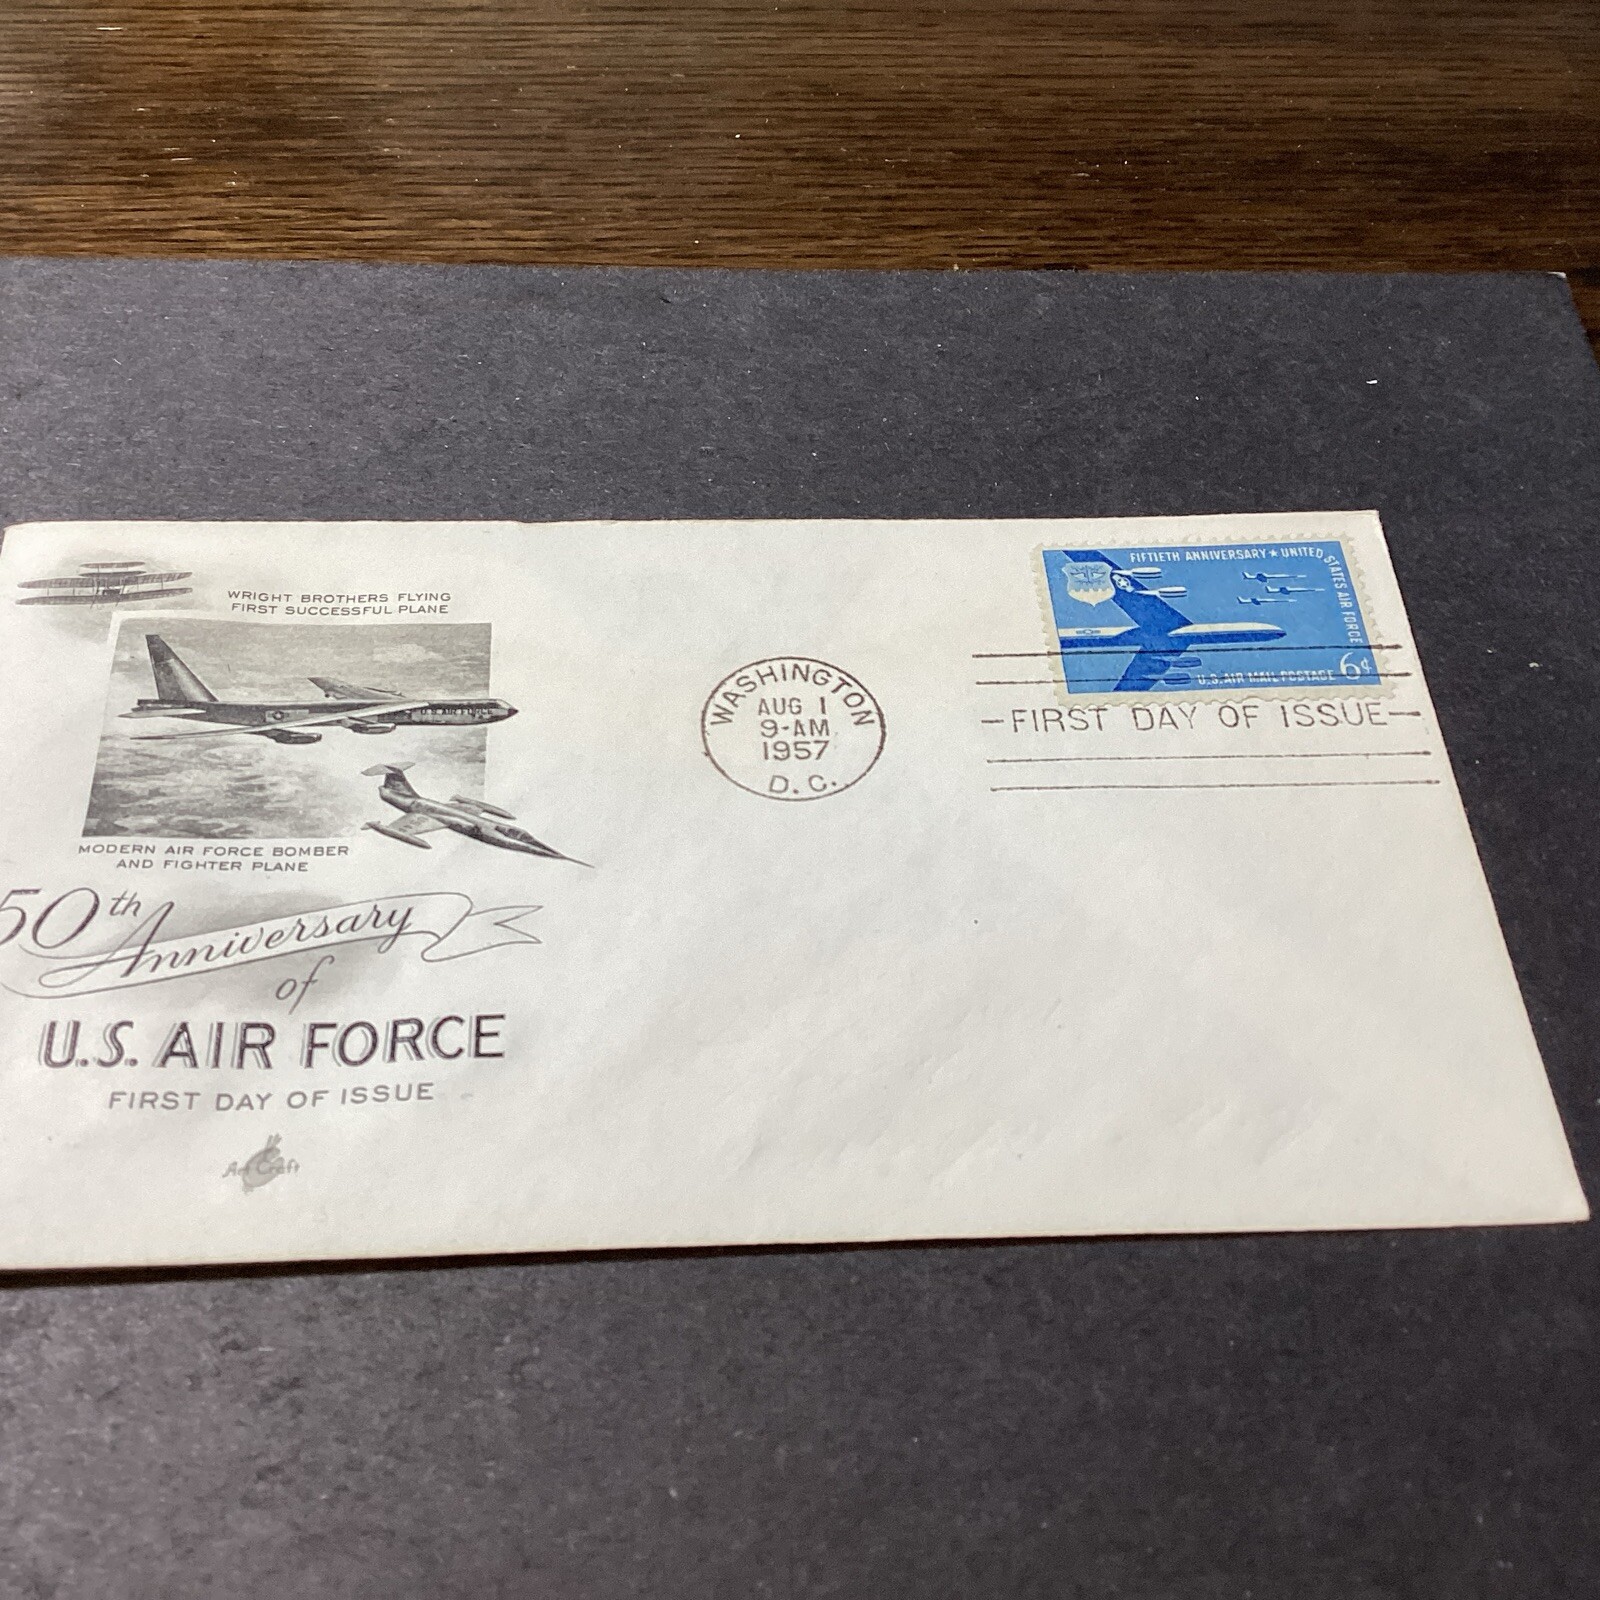 WRIGHT BROTHERS FLYING
FIRST SUCCESSFUL PLANE
U.S. AIR FORCE
MODERN AIR FORCE BOMBER
AND FIGHTER PLANE
50th Anniversary
of
U.S. AIR FORCE
FIRST DAY OF ISSUE
Art Craft
WASHINGTON
AUG 1
9-AM
1957
D. C.
FIFTIETH ANNIVERSARY ★ UNITED STATES AIR FORCE
6¢
U.S. AIR MAIL POSTAGE
—FIRST DAY OF ISSUE—